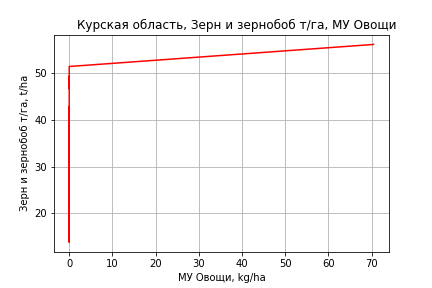 Курская область, Зерн и зернобоб т/га, МУ Овощи
Зерн и зернобоб т/га, t/ha
50
40
30
20
0 10 20 30 40 50 60 70
МУ Овощи, kg/ha